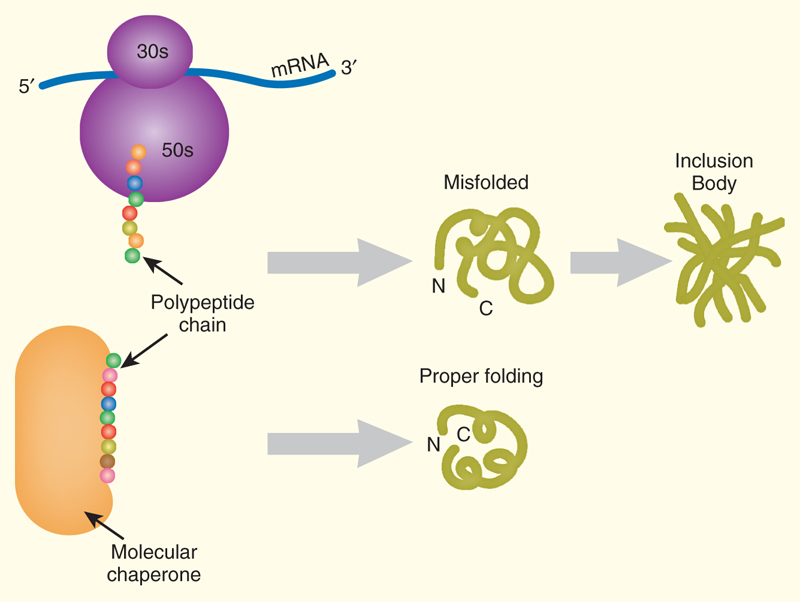 30s
5′
mRNA
3′
50s
Polypeptide
chain
Misfolded
N
C
Inclusion
Body
Proper folding
N
C
Molecular
chaperone